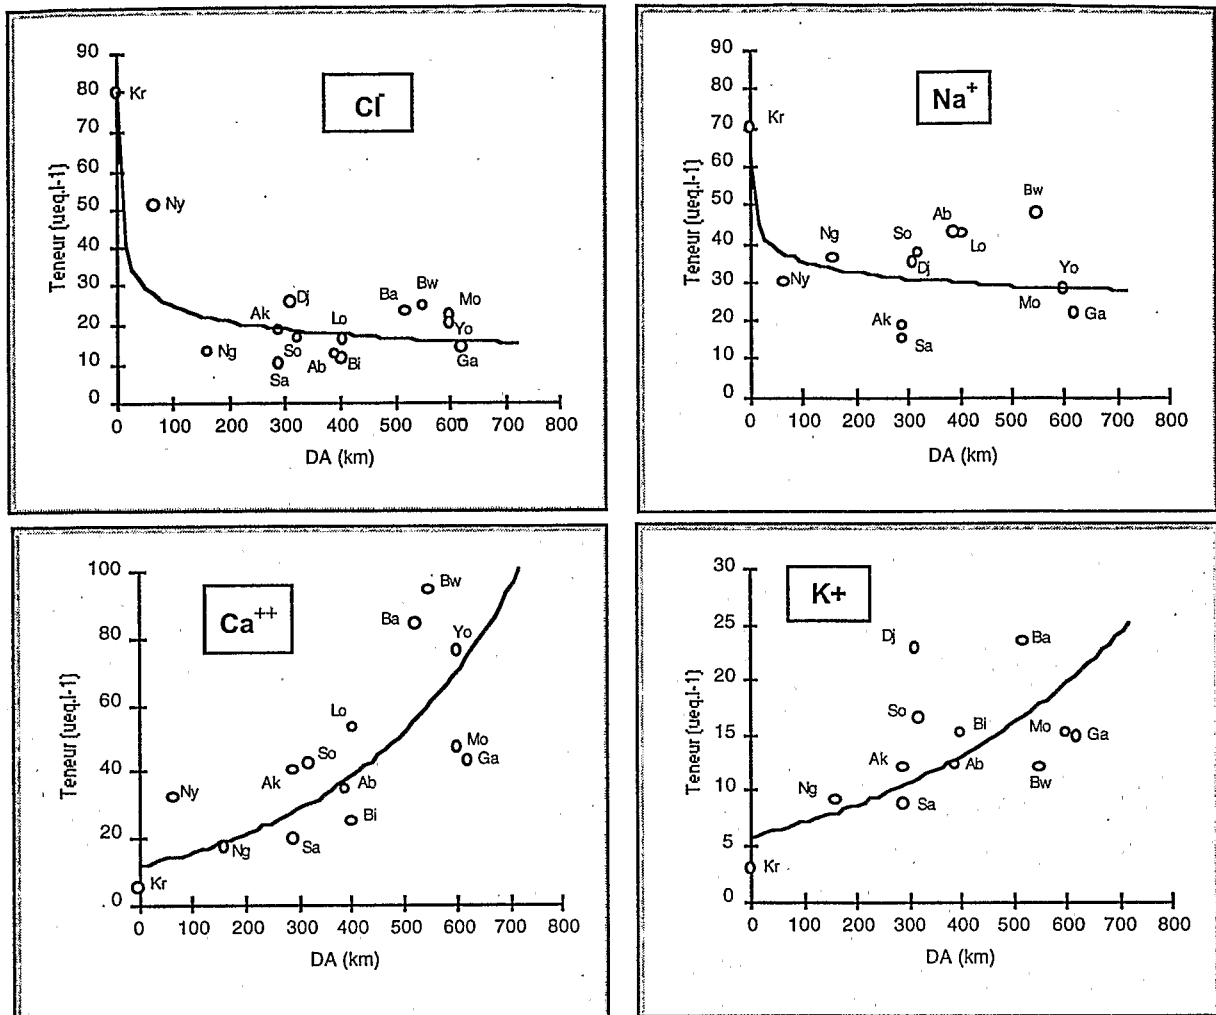 Cl-
Teneur (ueq.l-1)
90
80
70
60
50
40
30
20
10
0
Kr
Ny
Ng
Ak
Sa
Dj
So
Lo
Ab
Bi
Ba
Bw
Mo
Yo
Ga
0 100 200 300 400 500 600 700 800
DA (km)
Na+
Teneur (ueq.l-1)
90
80
70
60
50
40
30
20
10
0
Kr
Ny
Ng
So
Dj
Ak
Sa
Ab
Lo
Bw
Yo
Mo
Ga
0 100 200 300 400 500 600 700 800
DA (km)
Ca++
Teneur (ueq.l-1)
100
80
60
40
20
0
Kr
Ny
Ng
Ak
So
Sa
Lo
Ab
Bi
Ba
Bw
Yo
Mo
Ga
0 100 200 300 400 500 600 700 800
DA (km)
K+
Teneur (ueq.l-1)
30
25
20
15
10
5
0
Kr
Ng
Dj
So
Ak
Sa
Bi
Ab
Ba
Mo
Ga
Bw
0 100 200 300 400 500 600 700 800
DA (km)